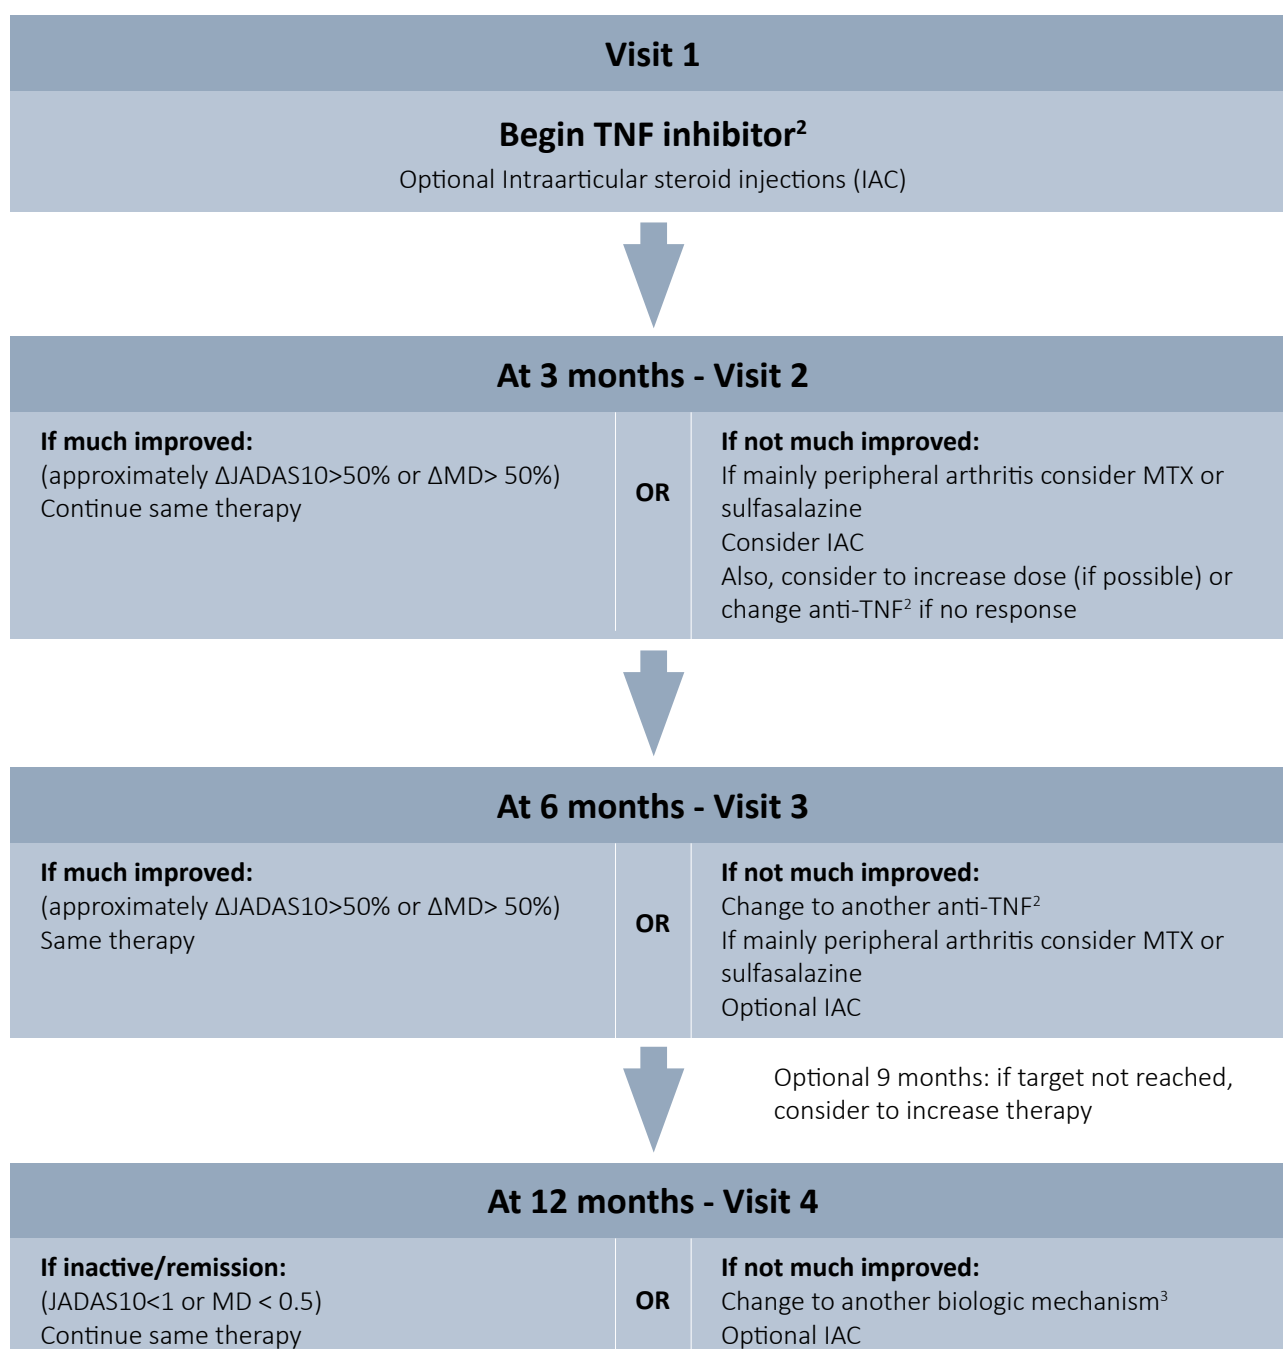 Visit 1
Begin TNF inhibitor²
Optional Intraarticular steroid injections (IAC)
At 3 months - Visit 2
If much improved:
(approximately ΔJADAS10>50% or ΔMD> 50%)
Continue same therapy
OR
If not much improved:
If mainly peripheral arthritis consider MTX or
sulfasalazine
Consider IAC
Also, consider to increase dose (if possible) or
change anti-TNF² if no response
At 6 months - Visit 3
If much improved:
(approximately ΔJADAS10>50% or ΔMD> 50%)
Same therapy
OR
If not much improved:
Change to another anti-TNF²
If mainly peripheral arthritis consider MTX or
sulfasalazine
Optional IAC
Optional 9 months: if target not reached,
consider to increase therapy
At 12 months - Visit 4
If inactive/remission:
(JADAS10<1 or MD < 0.5)
Continue same therapy
OR
If not much improved:
Change to another biologic mechanism³
Optional IAC